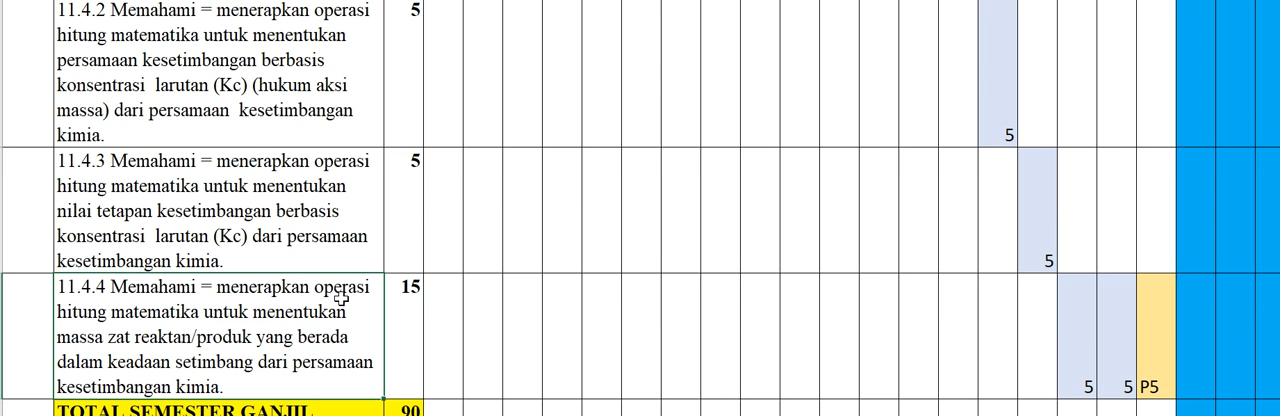 11.4.2 Memahami = menerapkan operasi 5
hitung matematika untuk menentukan
persamaan kesetimbangan berbasis
konsentrasi larutan (Kc) (hukum aksi
massa) dari persamaan kesetimbangan
kimia. 5
11.4.3 Memahami = menerapkan operasi 5
hitung matematika untuk menentukan
nilai tetapan kesetimbangan berbasis
konsentrasi larutan (Kc) dari persamaan
kesetimbangan kimia. 5
11.4.4 Memahami = menerapkan operasi 15
hitung matematika untuk menentukan
massa zat reaktan/produk yang berada
dalam keadaan setimbang dari persamaan
kesetimbangan kimia. 5 5 P5
TOTAL SEMESTER GANJIL 90